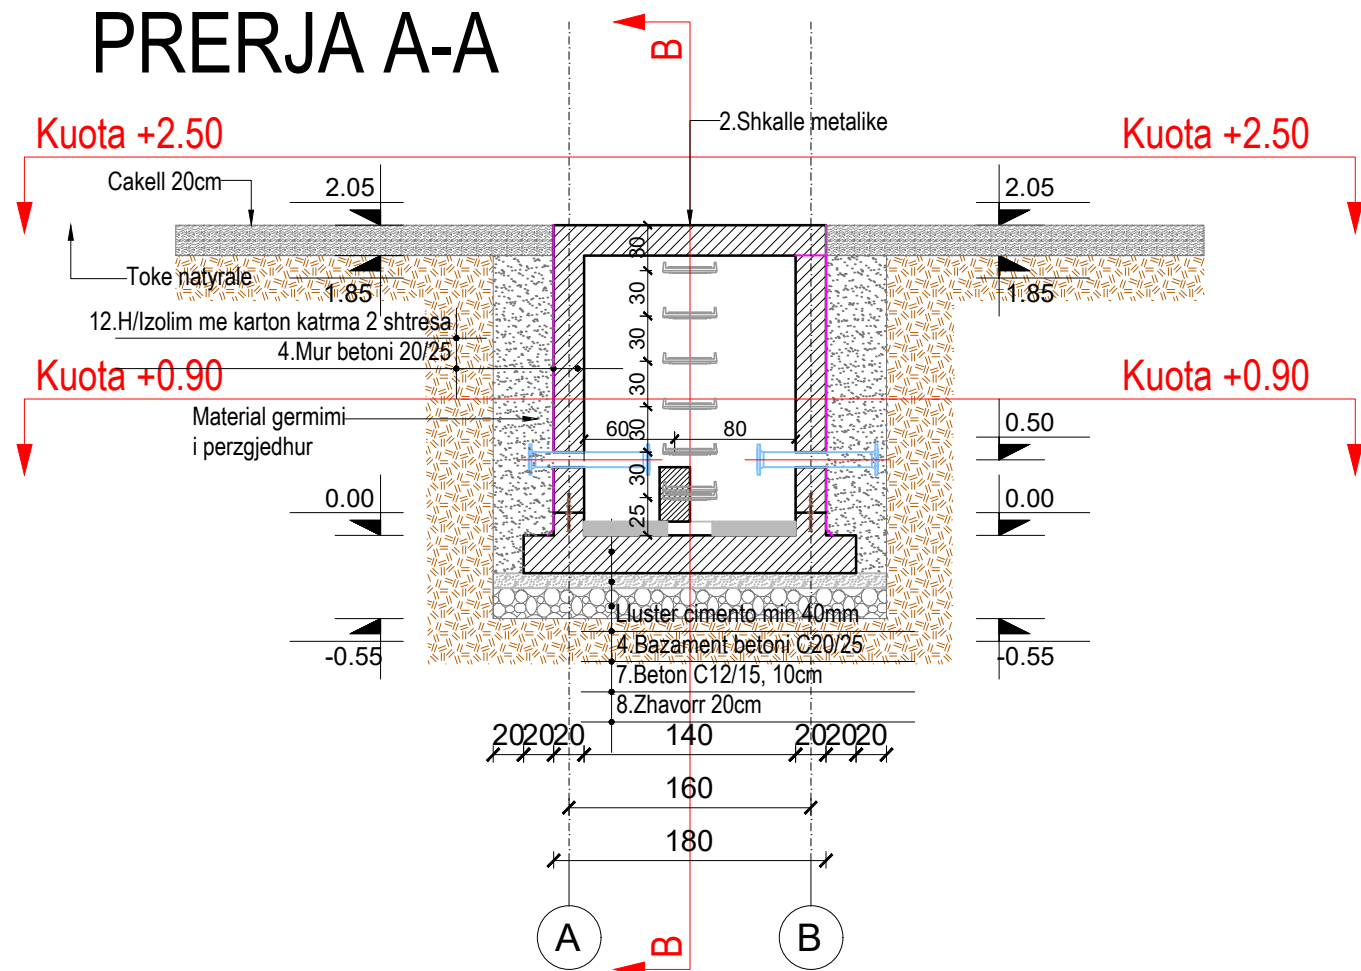 PRERJA A-A
B
Kuota +2.50
2.Shkalle metalike
Kuota +2.50
Cakell 20cm
2.05
2.05
30
Toke natyrale
1.85
1.85
30
12.H/Izolim me karton katrma 2 shtresa
30
4.Mur betoni 20/25
Kuota +0.90
30
Kuota +0.90
Material germimi
i perzgjedhur
60
30
80
0.50
30
0.00
0.00
25
Lluster cimento min 40mm
4.Bazament betoni C20/25
-0.55
-0.55
7.Beton C12/15, 10cm
8.Zhavorr 20cm
20 20 20 140 20 20 20
160
180
A
B
B